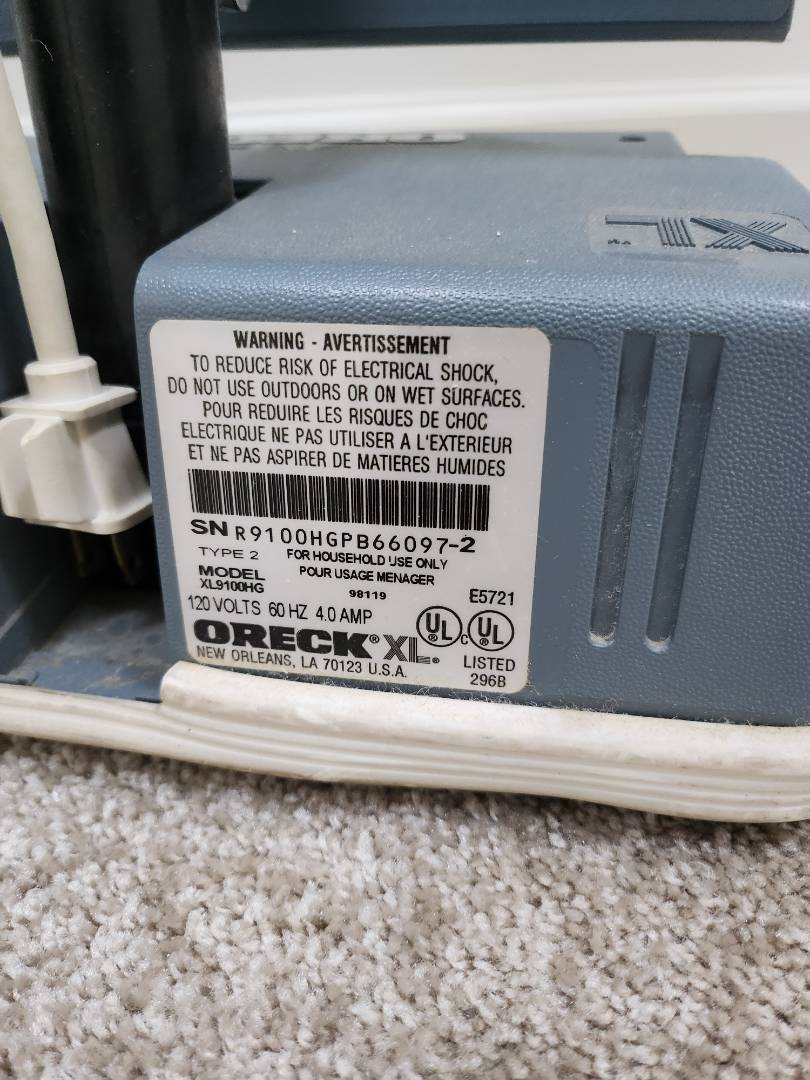 XL
WARNING - AVERTISSEMENT
TO REDUCE RISK OF ELECTRICAL SHOCK,
DO NOT USE OUTDOORS OR ON WET SURFACES.
POUR REDUIRE LES RISQUES DE CHOC
ELECTRIQUE NE PAS UTILISER A L'EXTERIEUR
ET NE PAS ASPIRER DE MATIERES HUMIDES
SN R9100HGPB66097-2
TYPE 2 FOR HOUSEHOLD USE ONLY
MODEL POUR USAGE MENAGER
XL9100HG 98119 E5721
120 VOLTS 60 HZ 4.0 AMP
UL® C UL®
ORECK® XL®
NEW ORLEANS, LA 70123 U.S.A.
LISTED
296B